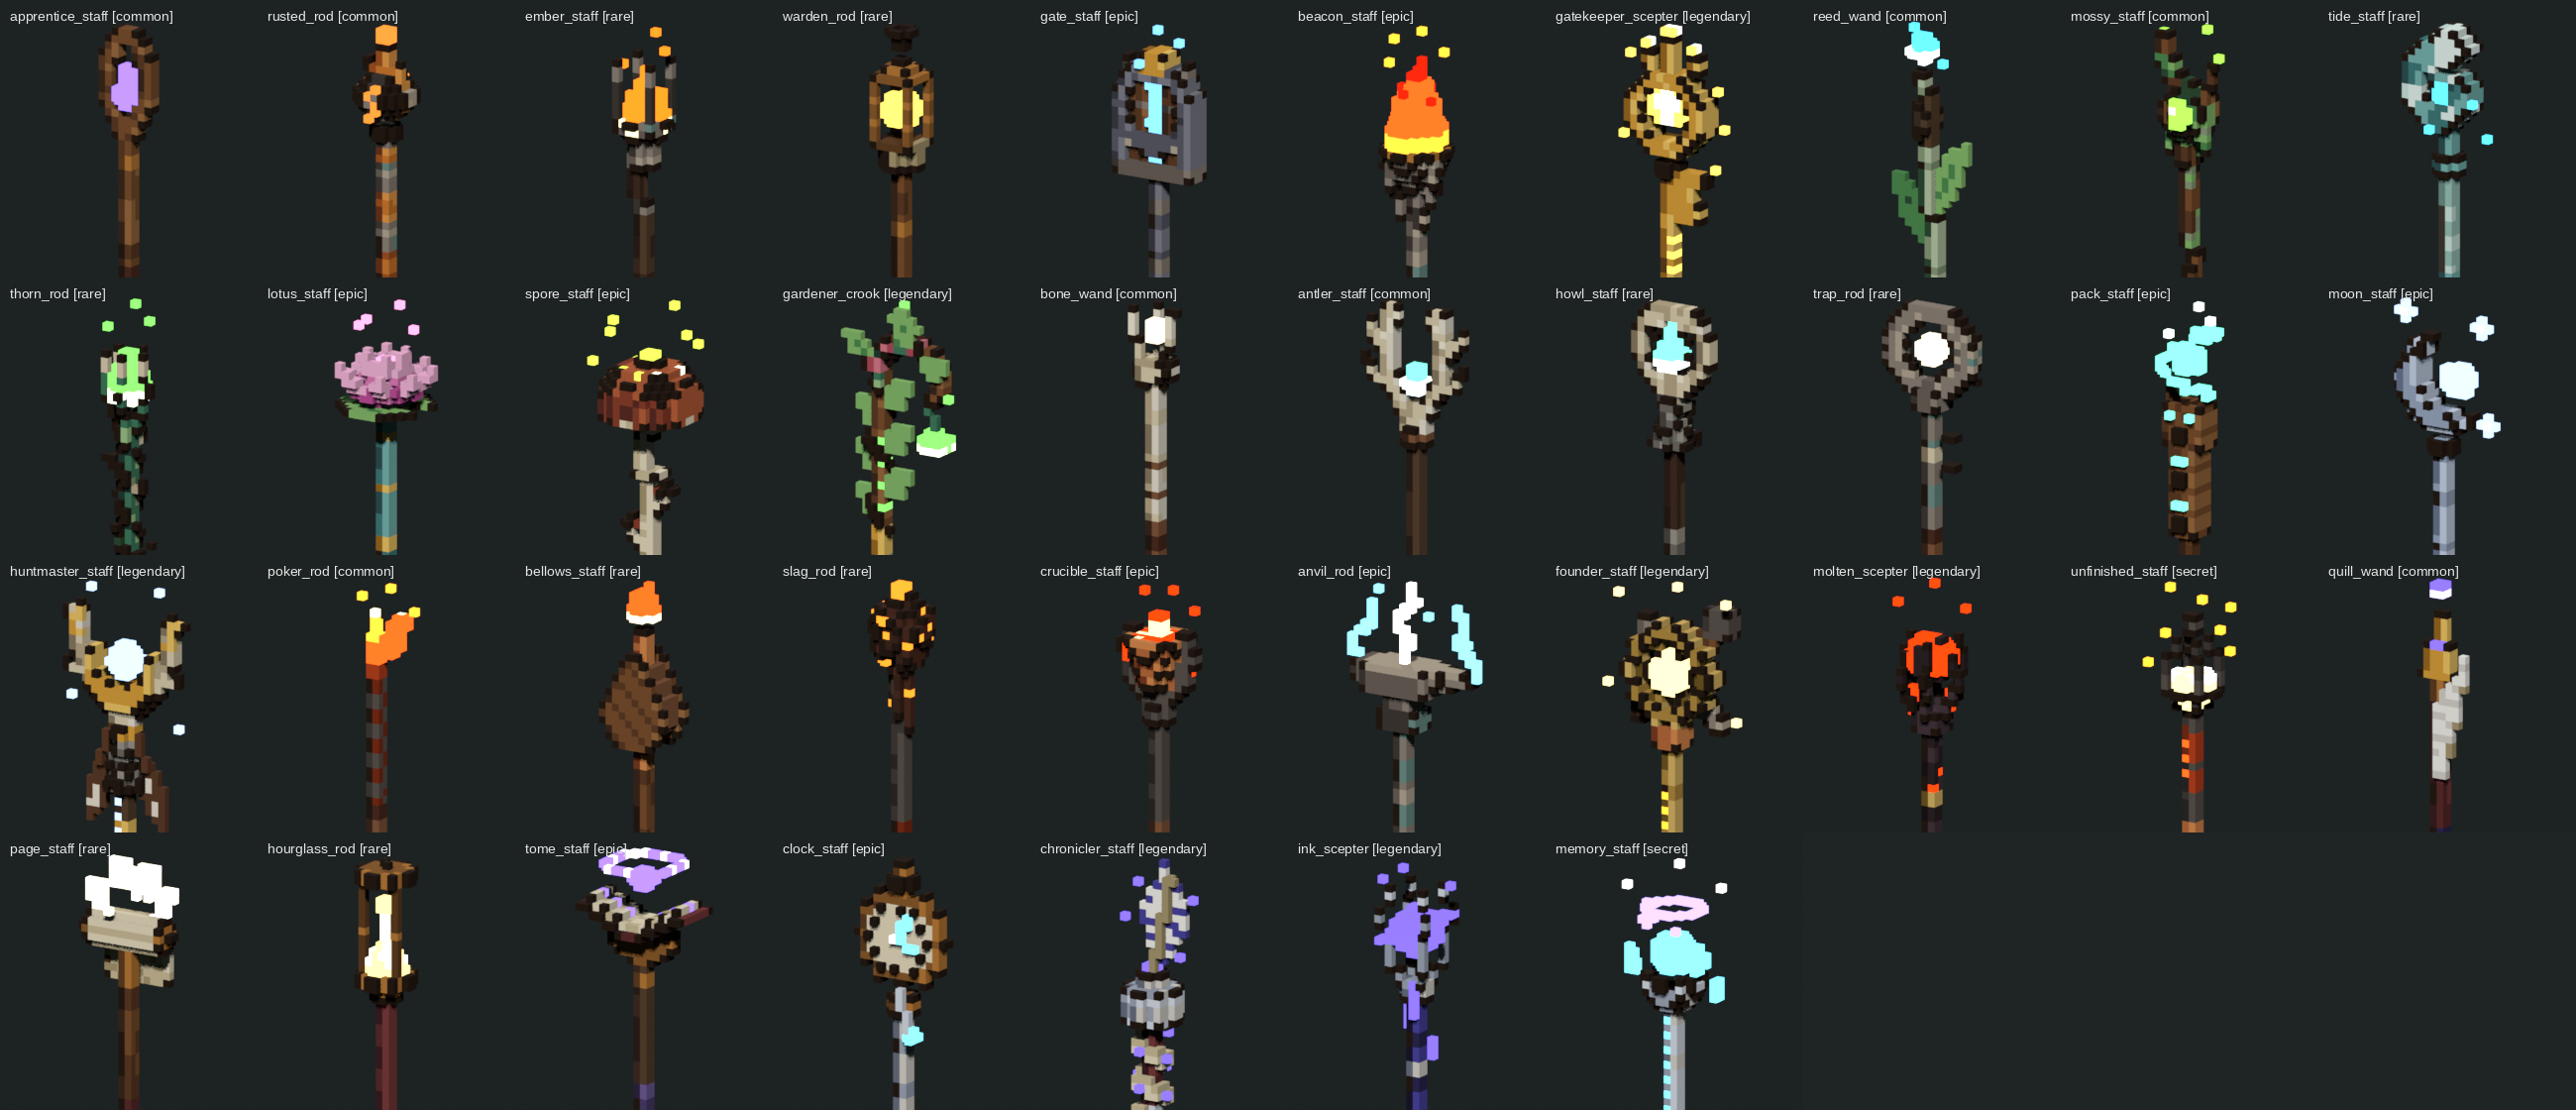 apprentice_staff [common]
rusted_rod [common]
ember_staff [rare]
warden_rod [rare]
gate_staff [epic]
beacon_staff [epic]
gatekeeper_scepter [legendary]
reed_wand [common]
mossy_staff [common]
tide_staff [rare]
thorn_rod [rare]
lotus_staff [epic]
spore_staff [epic]
gardener_crook [legendary]
bone_wand [common]
antler_staff [common]
howl_staff [rare]
trap_rod [rare]
pack_staff [epic]
moon_staff [epic]
huntmaster_staff [legendary]
poker_rod [common]
bellows_staff [rare]
slag_rod [rare]
crucible_staff [epic]
anvil_rod [epic]
founder_staff [legendary]
molten_scepter [legendary]
unfinished_staff [secret]
quill_wand [common]
page_staff [rare]
hourglass_rod [rare]
tome_staff [epic]
clock_staff [epic]
chronicler_staff [legendary]
ink_scepter [legendary]
memory_staff [secret]